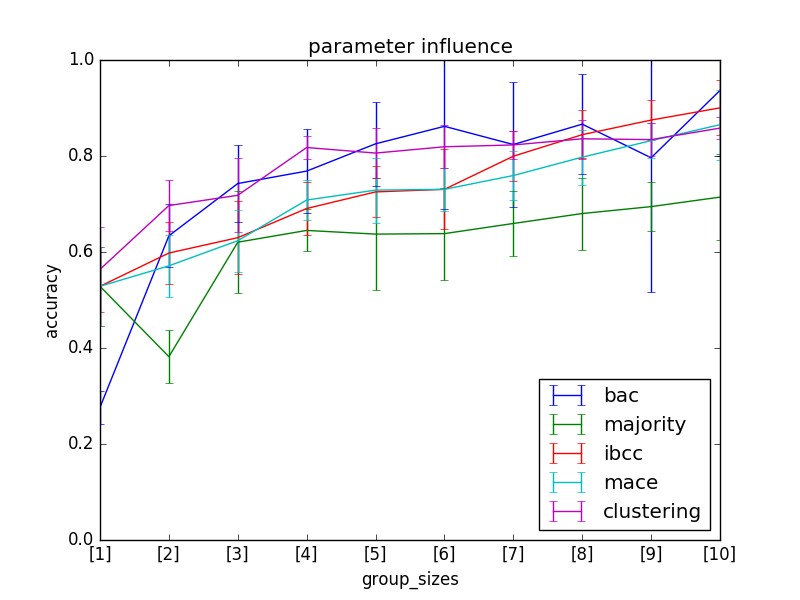 parameter influence
1.0
0.8
0.6
0.4
0.2
0.0
accuracy
bac
majority
ibcc
mace
clustering
[1] [2] [3] [4] [5] [6] [7] [8] [9] [10]
group_sizes